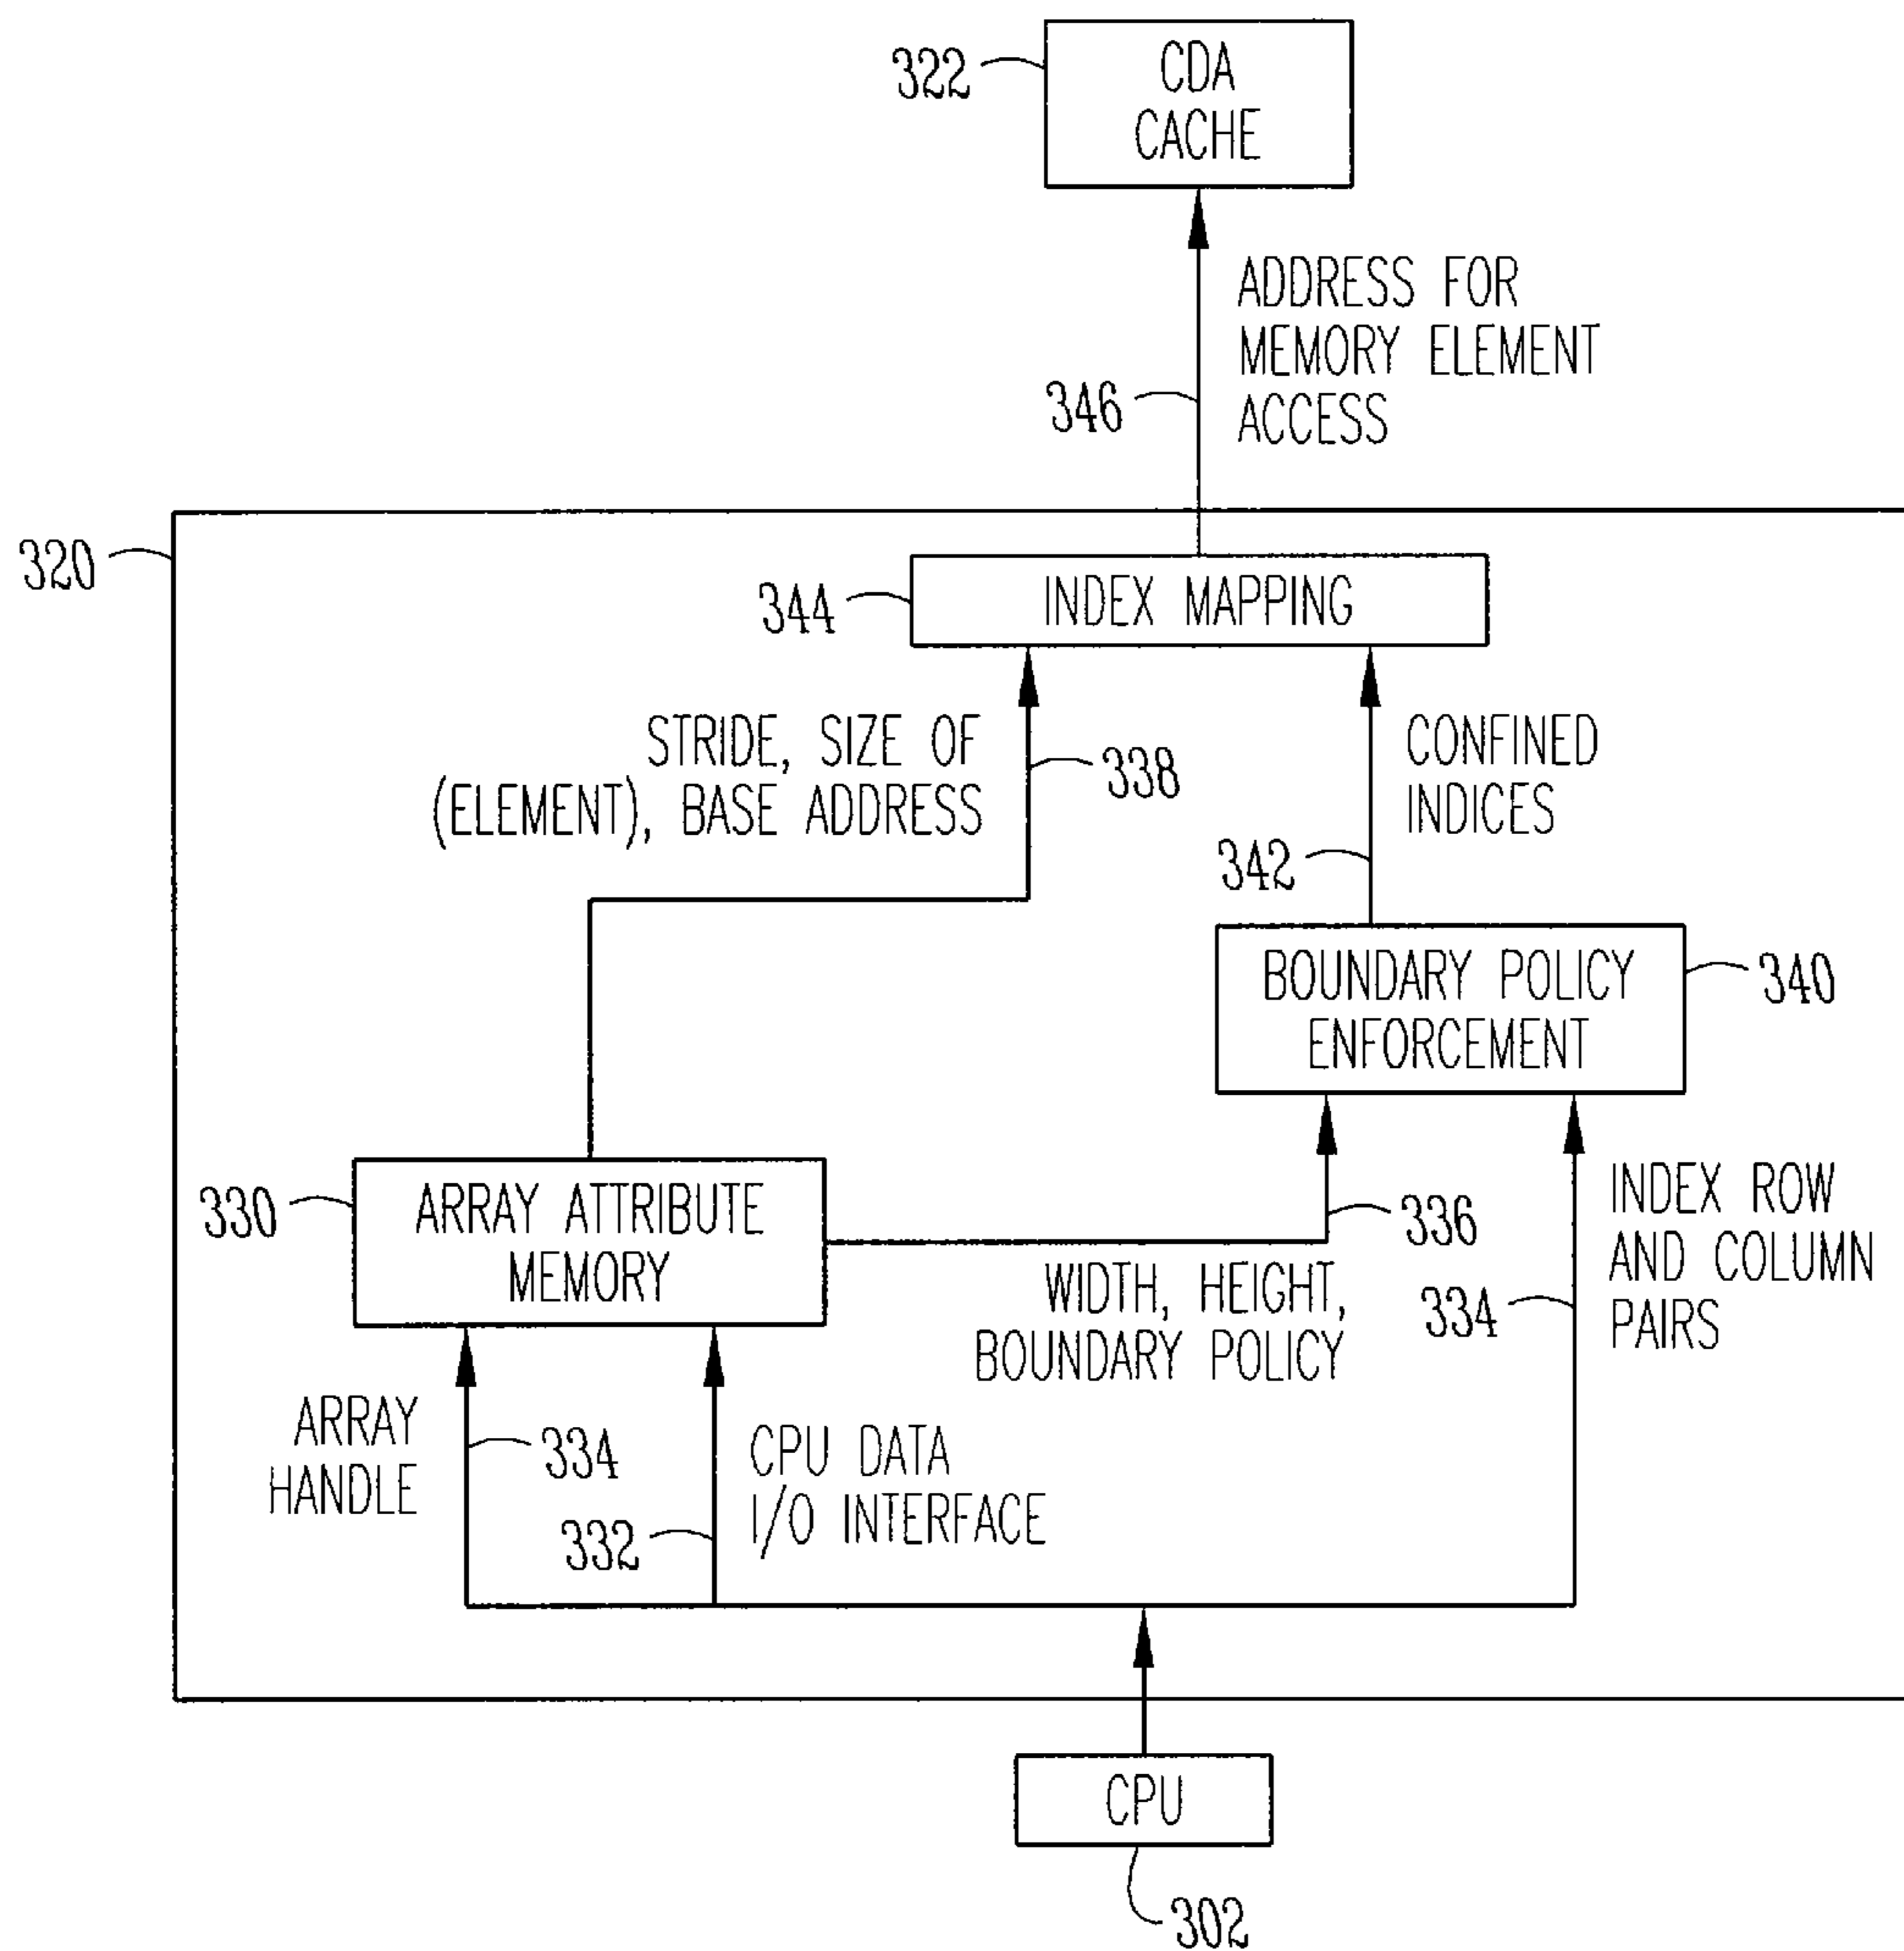 322
CDA
CACHE
ADDRESS FOR
MEMORY ELEMENT
ACCESS
346
320
344
INDEX MAPPING
STRIDE, SIZE OF
(ELEMENT), BASE ADDRESS
338
CONFINED
INDICES
342
BOUNDARY POLICY
ENFORCEMENT
340
330
ARRAY ATTRIBUTE
MEMORY
336
WIDTH, HEIGHT,
BOUNDARY POLICY
INDEX ROW
AND COLUMN
PAIRS
334
ARRAY
HANDLE
334
CPU DATA
I/O INTERFACE
332
CPU
302